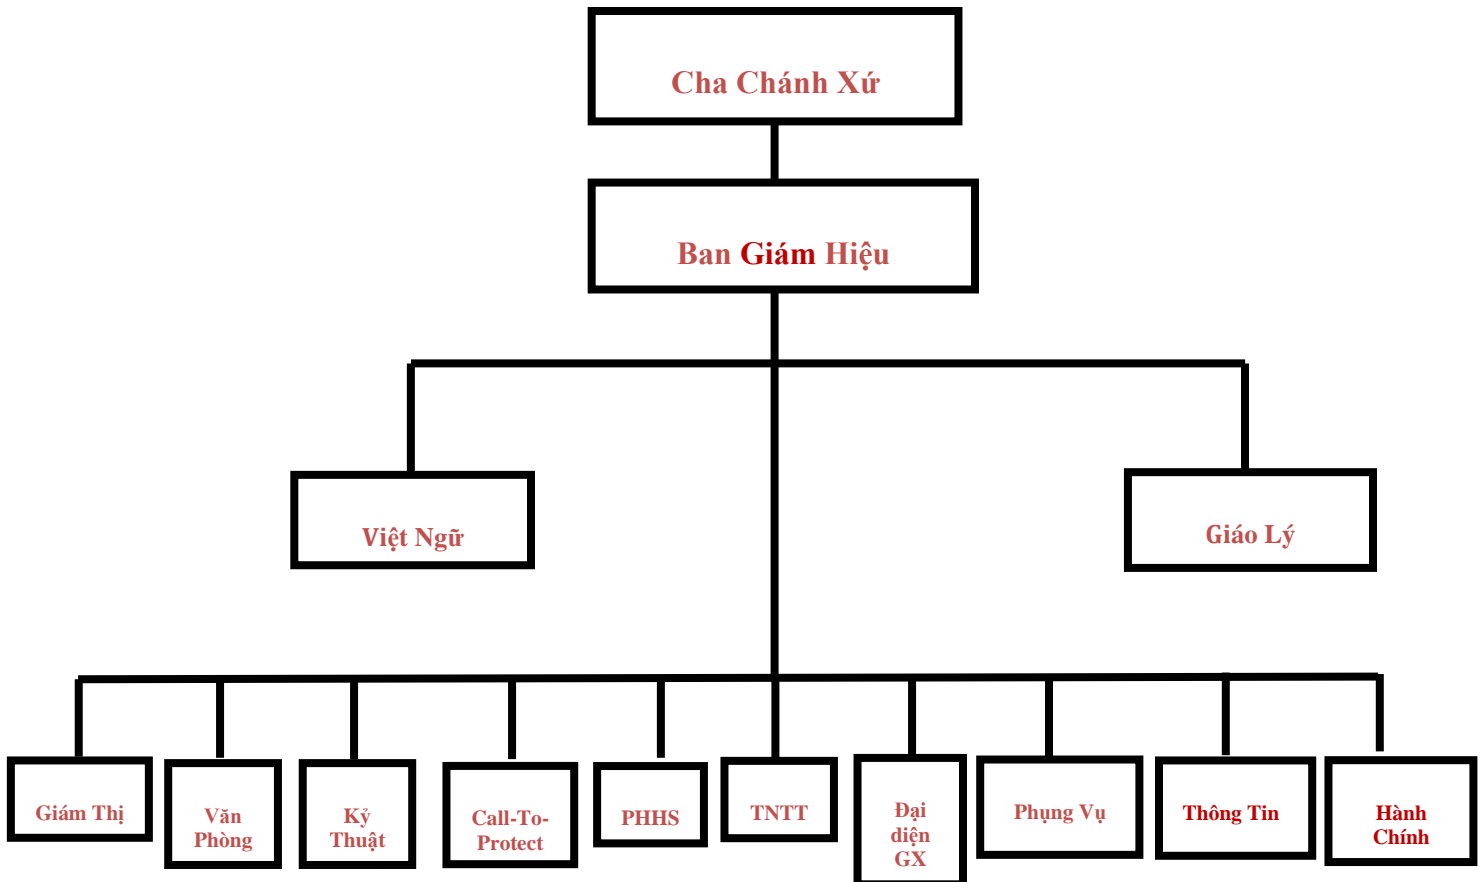 Cha Chánh Xứ
Ban Giám Hiệu
Việt Ngữ
Giáo Lý
Giám Thị
Văn
Phòng
Kỷ
Thuật
Call-To-
Protect
PHHS
TNTT
Đại
diện
GX
Phụng Vụ
Thông Tin
Hành
Chính